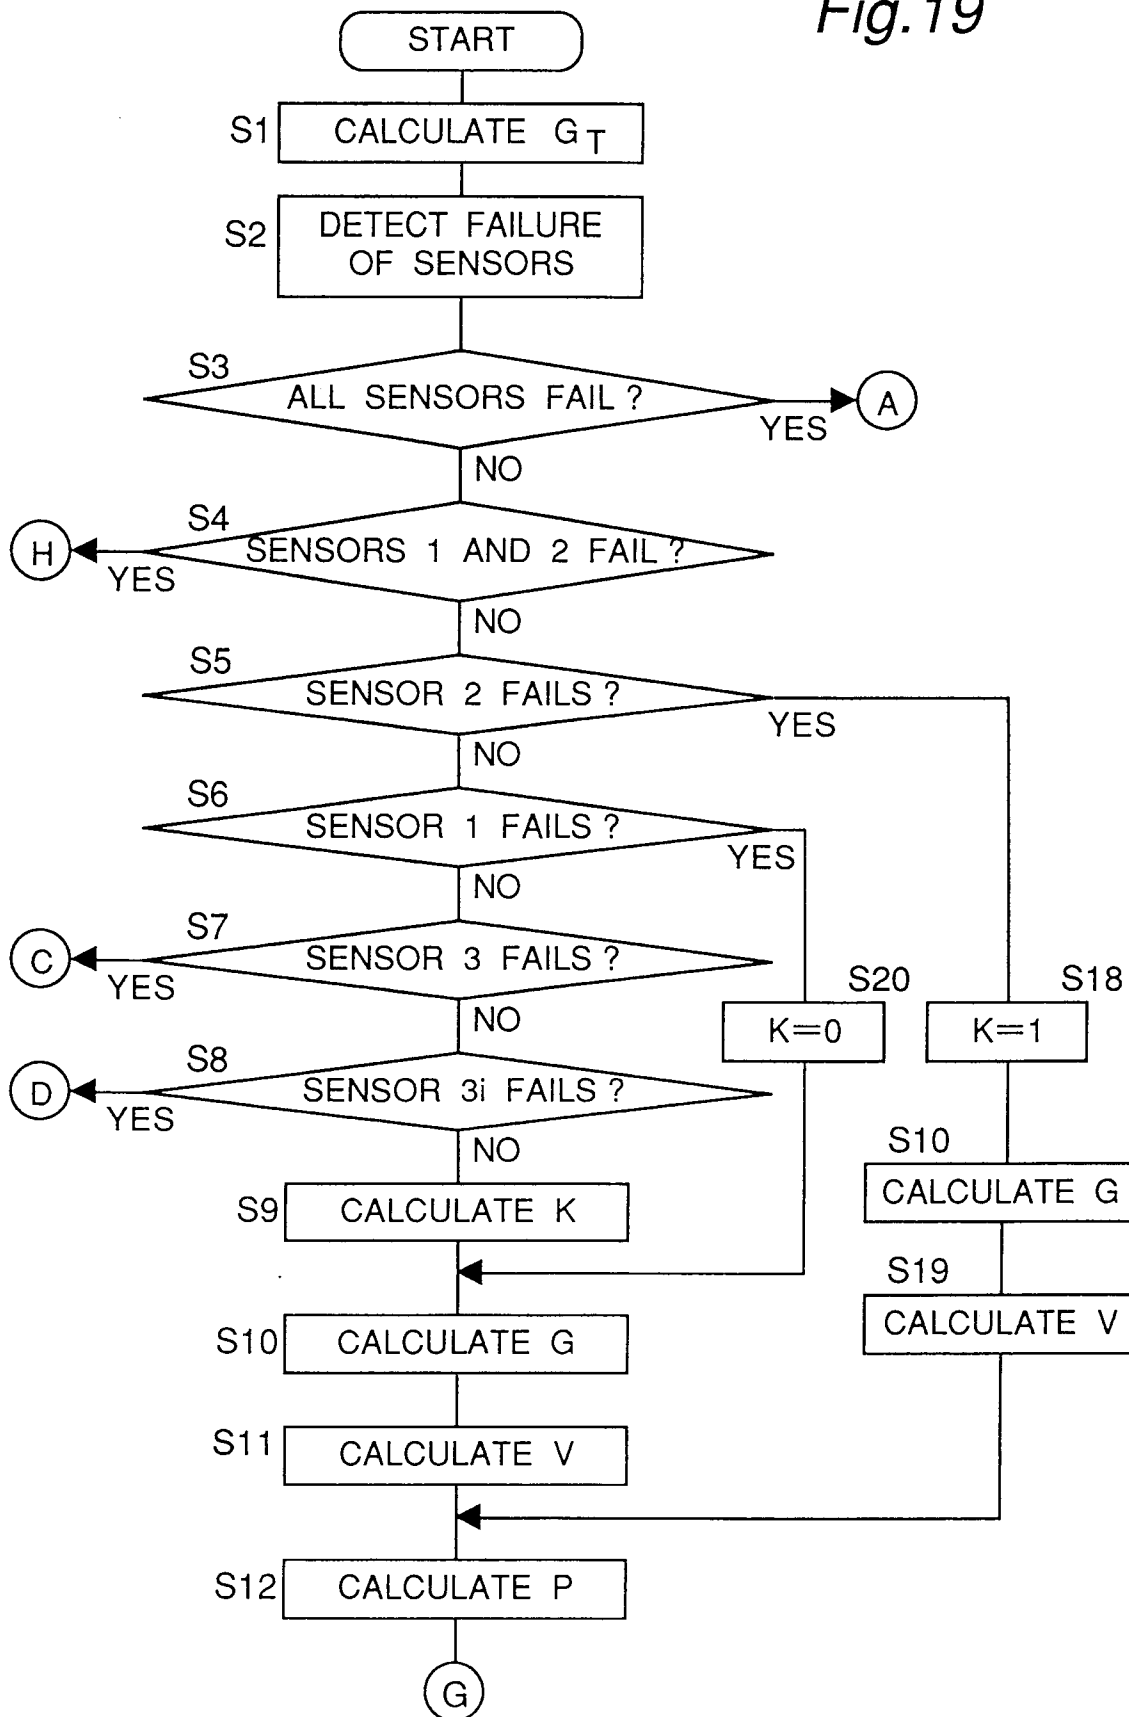 Fig.19
START
S1
CALCULATE GT
S2
DETECT FAILURE
OF SENSORS
S3
ALL SENSORS FAIL ?
YES
A
NO
S4
SENSORS 1 AND 2 FAIL ?
H
YES
NO
S5
SENSOR 2 FAILS ?
YES
NO
S6
SENSOR 1 FAILS ?
YES
NO
S7
SENSOR 3 FAILS ?
C
YES
NO
S20
K=0
S18
K=1
S8
SENSOR 3i FAILS ?
D
YES
NO
S10
CALCULATE G
S9
CALCULATE K
S19
CALCULATE V
S10
CALCULATE G
S11
CALCULATE V
S12
CALCULATE P
G